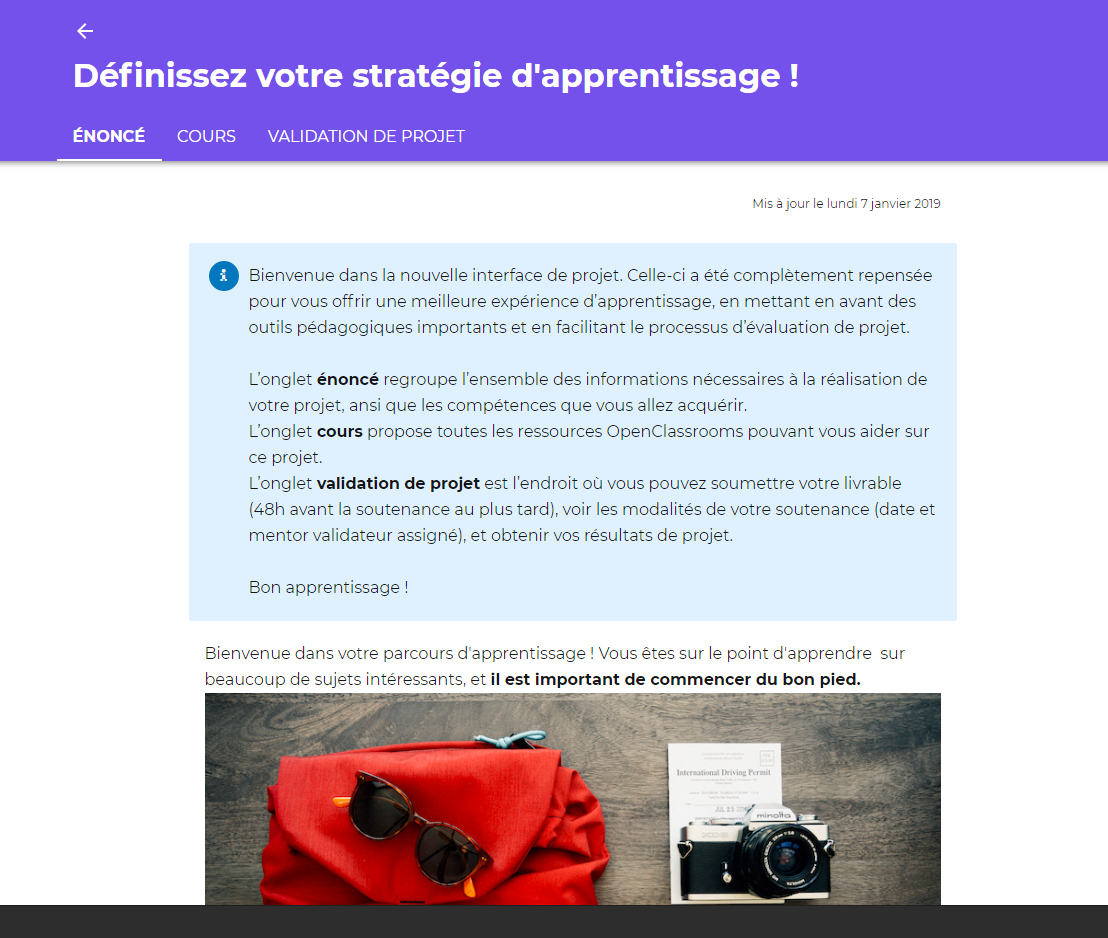 Définissez votre stratégie d'apprentissage !
ÉNONCÉ COURS VALIDATION DE PROJET
Mis à jour le lundi 7 janvier 2019
Bienvenue dans la nouvelle interface de projet. Celle-ci a été complètement repensée
pour vous offrir une meilleure expérience d’apprentissage, en mettant en avant des
outils pédagogiques importants et en facilitant le processus d’évaluation de projet.
L’onglet énoncé regroupe l’ensemble des informations nécessaires à la réalisation de
votre projet, ansi que les compétences que vous allez acquérir.
L’onglet cours propose toutes les ressources OpenClassrooms pouvant vous aider sur
ce projet.
L’onglet validation de projet est l’endroit où vous pouvez soumettre votre livrable
(48h avant la soutenance au plus tard), voir les modalités de votre soutenance (date et
mentor validateur assigné), et obtenir vos résultats de projet.
Bon apprentissage !
Bienvenue dans votre parcours d'apprentissage ! Vous êtes sur le point d'apprendre  sur
beaucoup de sujets intéressants, et il est important de commencer du bon pied.
International Driving Permit
minolta